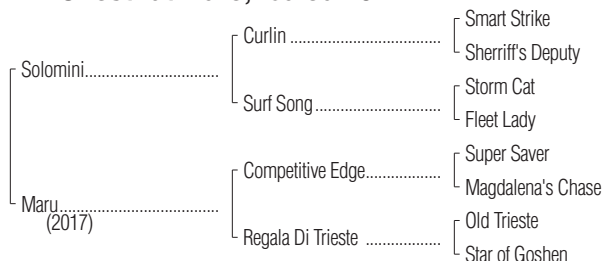 Smart Strike
Curlin
Sherriff's Deputy
Solomini
Storm Cat
Surf Song
Fleet Lady
Super Saver
Competitive Edge
Magdalena's Chase
Maru
(2017)
Old Trieste
Regala Di Trieste
Star of Goshen